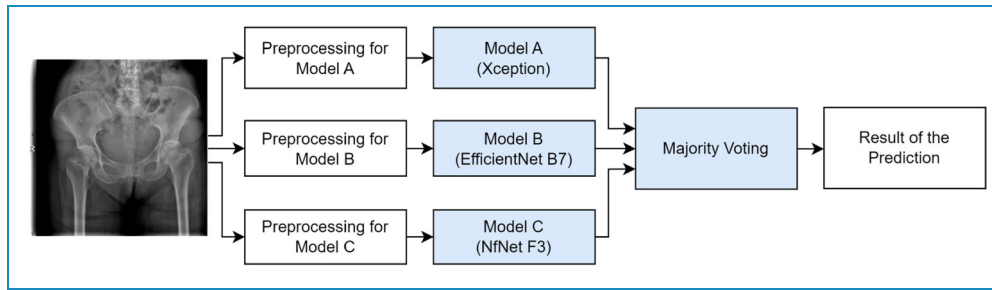 Preprocessing for
Model A
Model A
(Xception)
Preprocessing for
Model B
Model B
(EfficientNet B7)
Majority Voting
Result of the
Prediction
Preprocessing for
Model C
Model C
(NfNet F3)